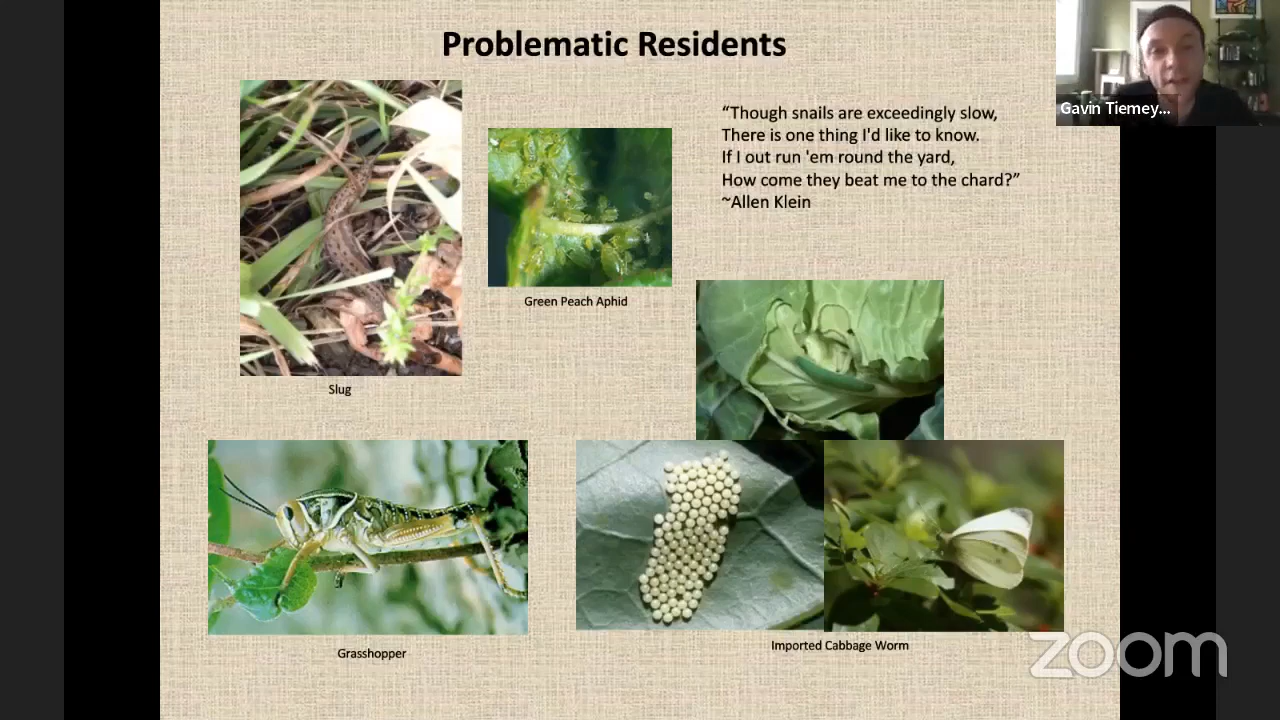 Problematic Residents
Gavin Tierney...
“Though snails are exceedingly slow,
There is one thing I'd like to know.
If I out run 'em round the yard,
How come they beat me to the chard?”
~Allen Klein
Green Peach Aphid
Slug
Grasshopper
Imported Cabbage Worm
zoom